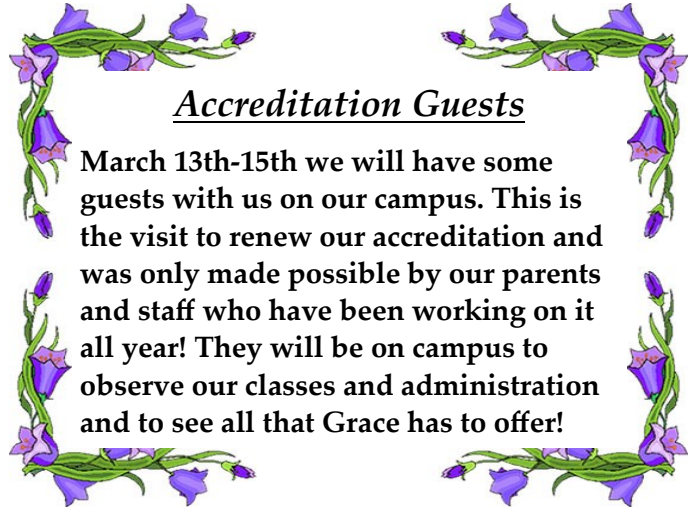 Accreditation Guests
March 13th-15th we will have some
guests with us on our campus. This is
the visit to renew our accreditation and
was only made possible by our parents
and staff who have been working on it
all year! They will be on campus to
observe our classes and administration
and to see all that Grace has to offer!